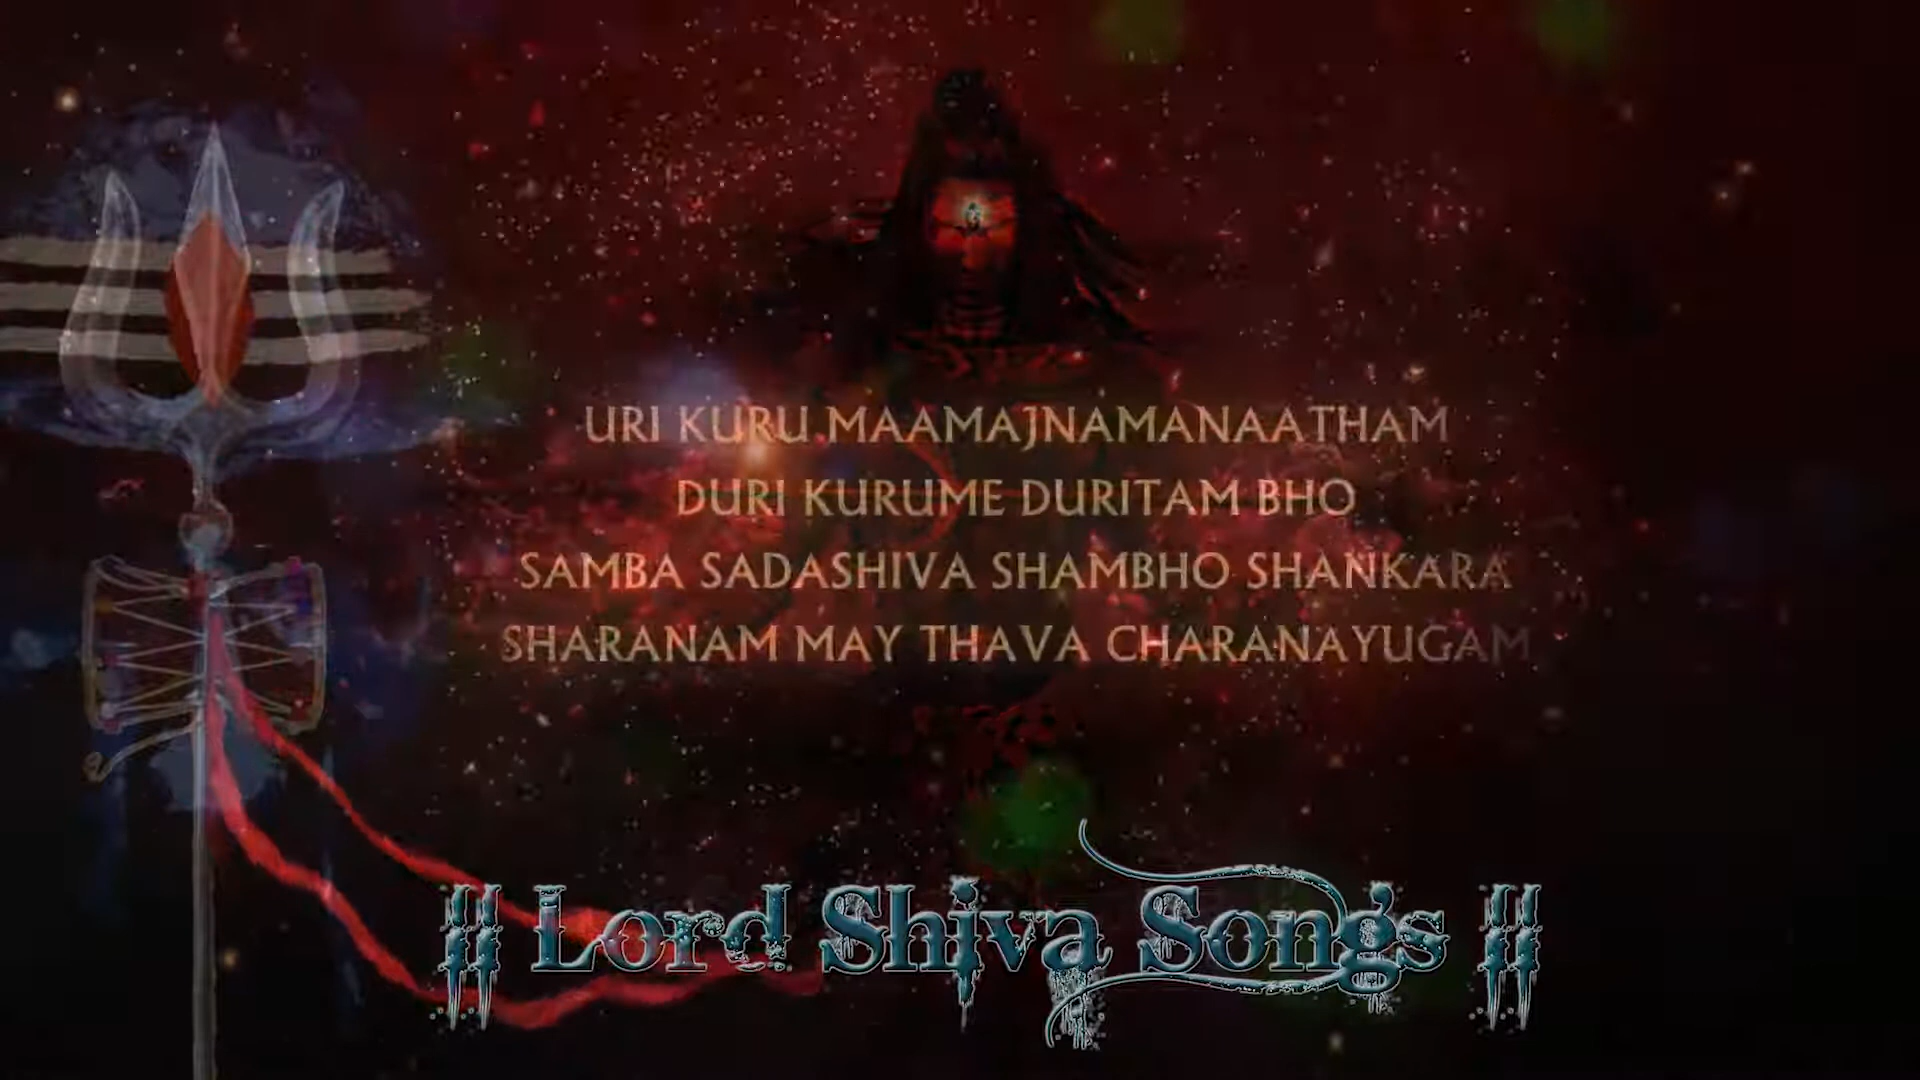 URI KURU MAAMAJNAMANAATHAM
DURI KURUME DURITAM BHO
SAMBA SADASHIVA SHAMBHO SHANKARA
SHARANAM MAY THAVA CHARANAYUGAM
|| Lord Shiva Songs ||